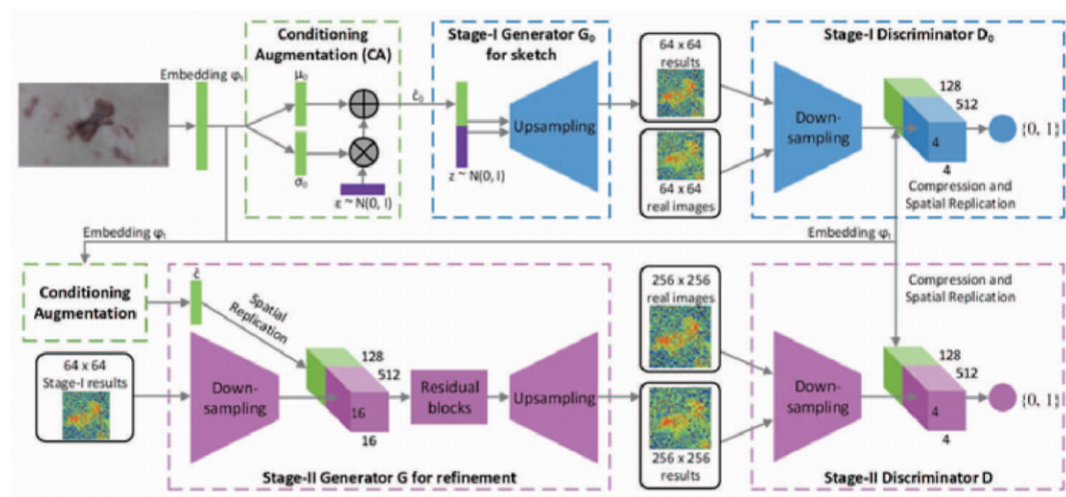 Conditioning
Augmentation (CA)
Embedding φt
μ0
σ0
ε ~ N(0, I)
ĉ0
Stage-I Generator G0
for sketch
Upsampling
z ~ N(0, I)
64 x 64
results
64 x 64
real images
Stage-I Discriminator D0
Down-
sampling
128
512
4
4
{0, 1}
Compression and
Spatial Replication
Embedding φt
Embedding φt
Conditioning
Augmentation
64 x 64
Stage-I results
ĉ
Spatial
Replication
Down-
sampling
128
512
16
16
Residual
blocks
Upsampling
Stage-II Generator G for refinement
256 x 256
real images
256 x 256
results
Compression and
Spatial Replication
Down-
sampling
128
512
4
4
{0, 1}
Stage-II Discriminator D